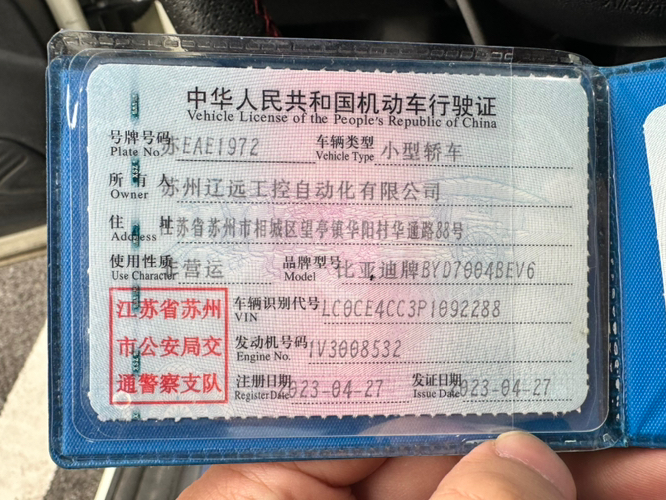 中华人民共和国机动车行驶证
Vehicle License of the People's Republic of China
号牌号码 苏EAE1972 车辆类型 小型轿车
Plate No. Vehicle Type
所有人 苏州辽远工控自动化有限公司
Owner
住址 江苏省苏州市相城区望亭镇华阳村华通路88号
Address
使用性质 非营运 品牌型号 比亚迪牌BYD7004BEV6
Use Character Model
江苏省苏州 车辆识别代号 LC0CE4CC3P1092288
VIN
市公安局交 发动机号码 1V3008532
Engine No.
通警察支队 注册日期 2023-04-27 发证日期 2023-04-27
Register Date Issue Date